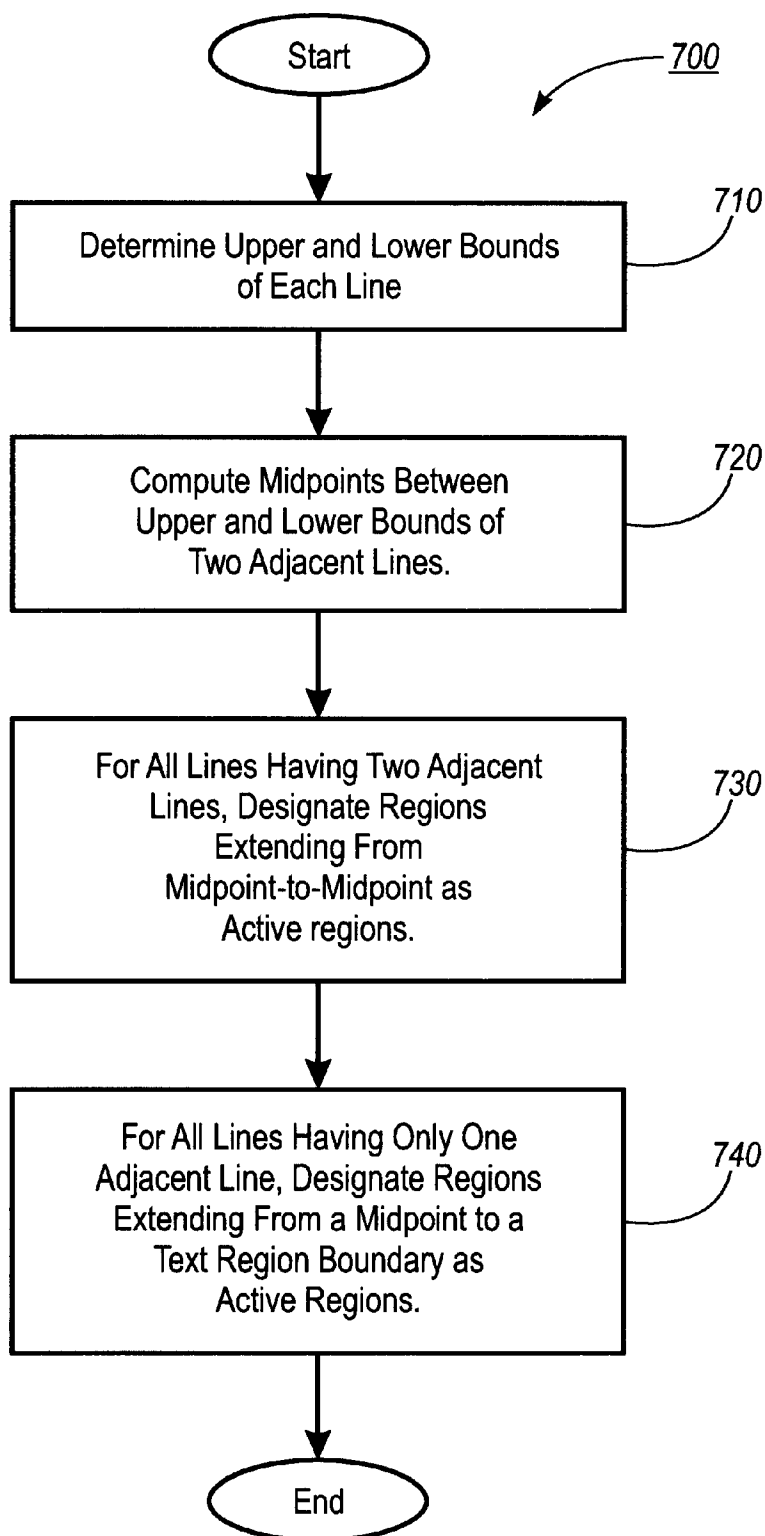 Start
700
710
Determine Upper and Lower Bounds
of Each Line
720
Compute Midpoints Between
Upper and Lower Bounds of
Two Adjacent Lines.
730
For All Lines Having Two Adjacent
Lines, Designate Regions
Extending From
Midpoint-to-Midpoint as
Active regions.
740
For All Lines Having Only One
Adjacent Line, Designate Regions
Extending From a Midpoint to a
Text Region Boundary as
Active Regions.
End